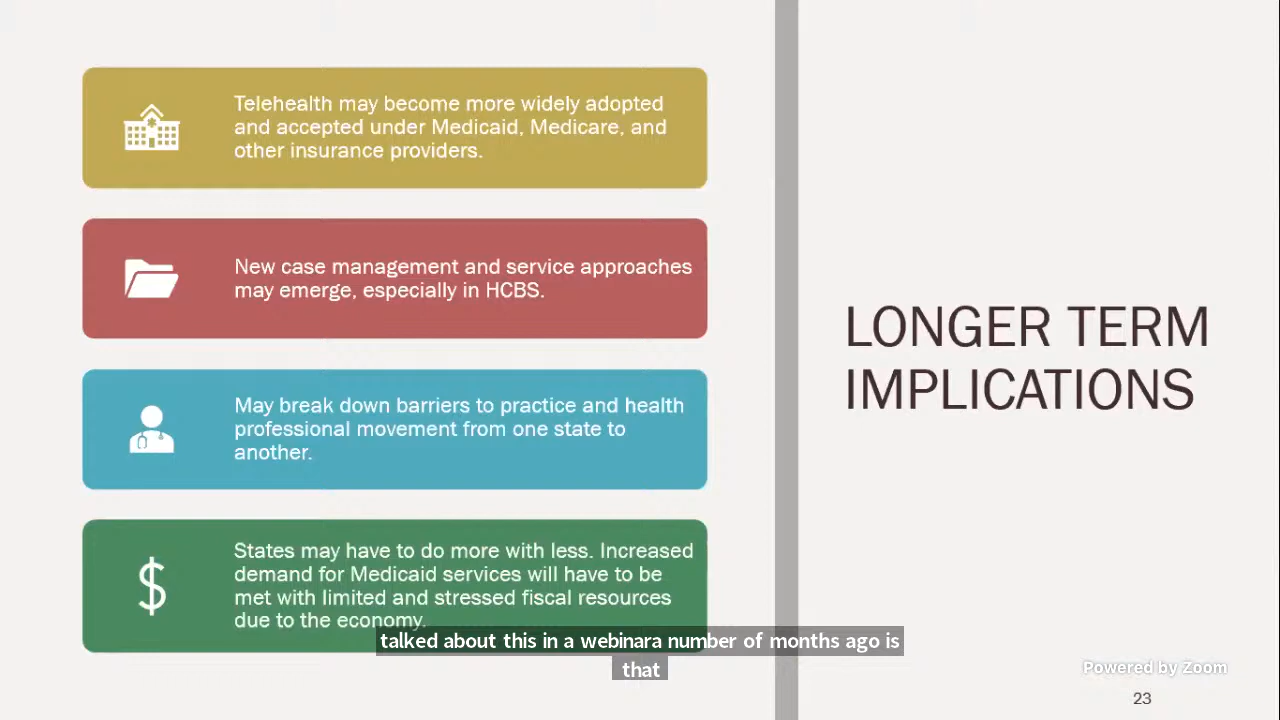 Telehealth may become more widely adopted
and accepted under Medicaid, Medicare, and
other insurance providers.
New case management and service approaches
may emerge, especially in HCBS.
May break down barriers to practice and health
professional movement from one state to
another.
States may have to do more with less. Increased
demand for Medicaid services will have to be
met with limited and stressed fiscal resources
due to the economy.
LONGER TERM
IMPLICATIONS
talked about this in a webinara number of months ago is
that
Powered by Zoom
23